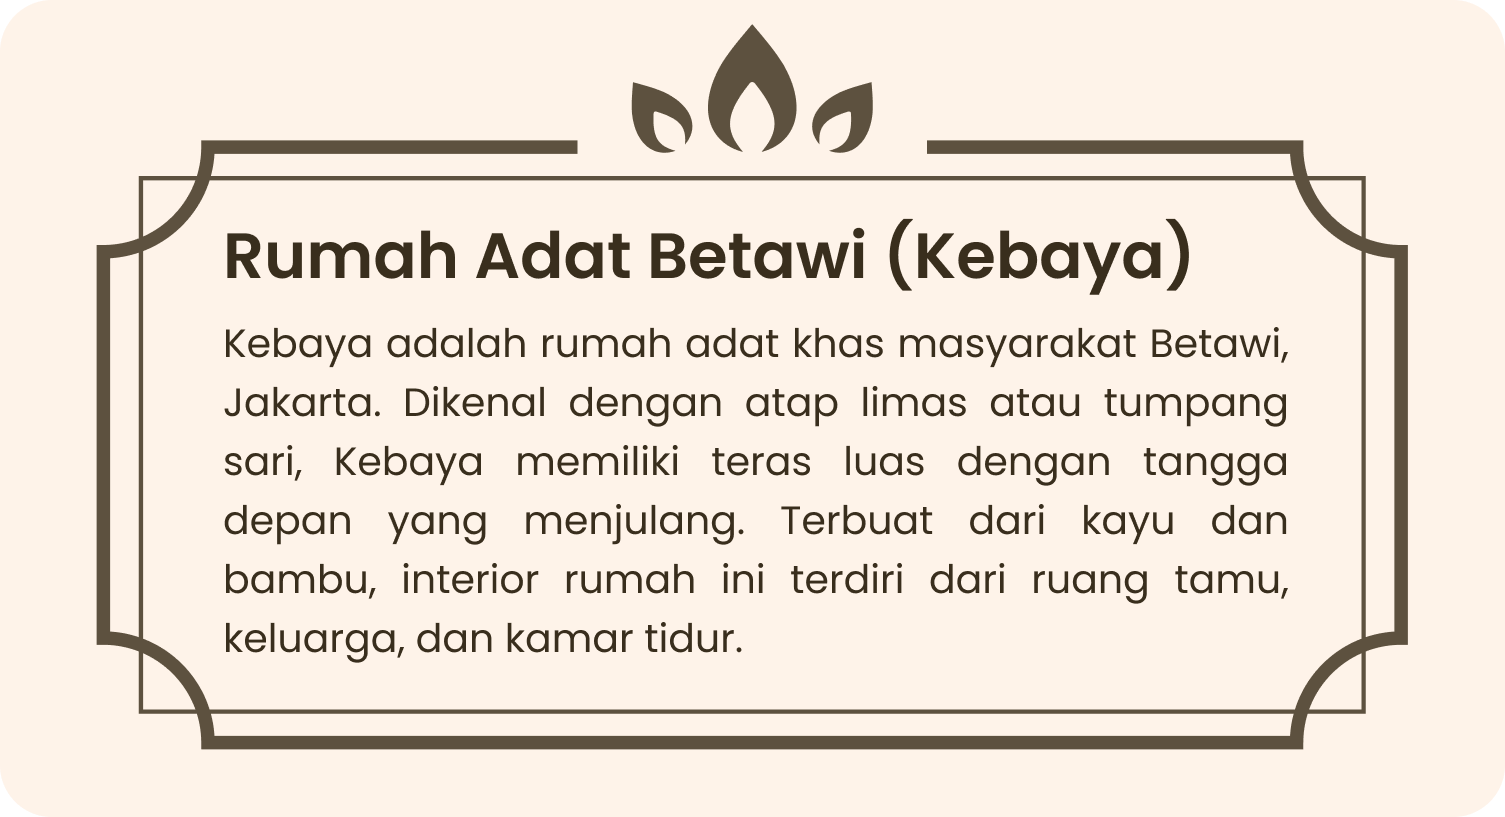 Rumah Adat Betawi (Kebaya)
Kebaya adalah rumah adat khas masyarakat Betawi,
Jakarta. Dikenal dengan atap limas atau tumpang
sari, Kebaya memiliki teras luas dengan tangga
depan yang menjulang. Terbuat dari kayu dan
bambu, interior rumah ini terdiri dari ruang tamu,
keluarga, dan kamar tidur.